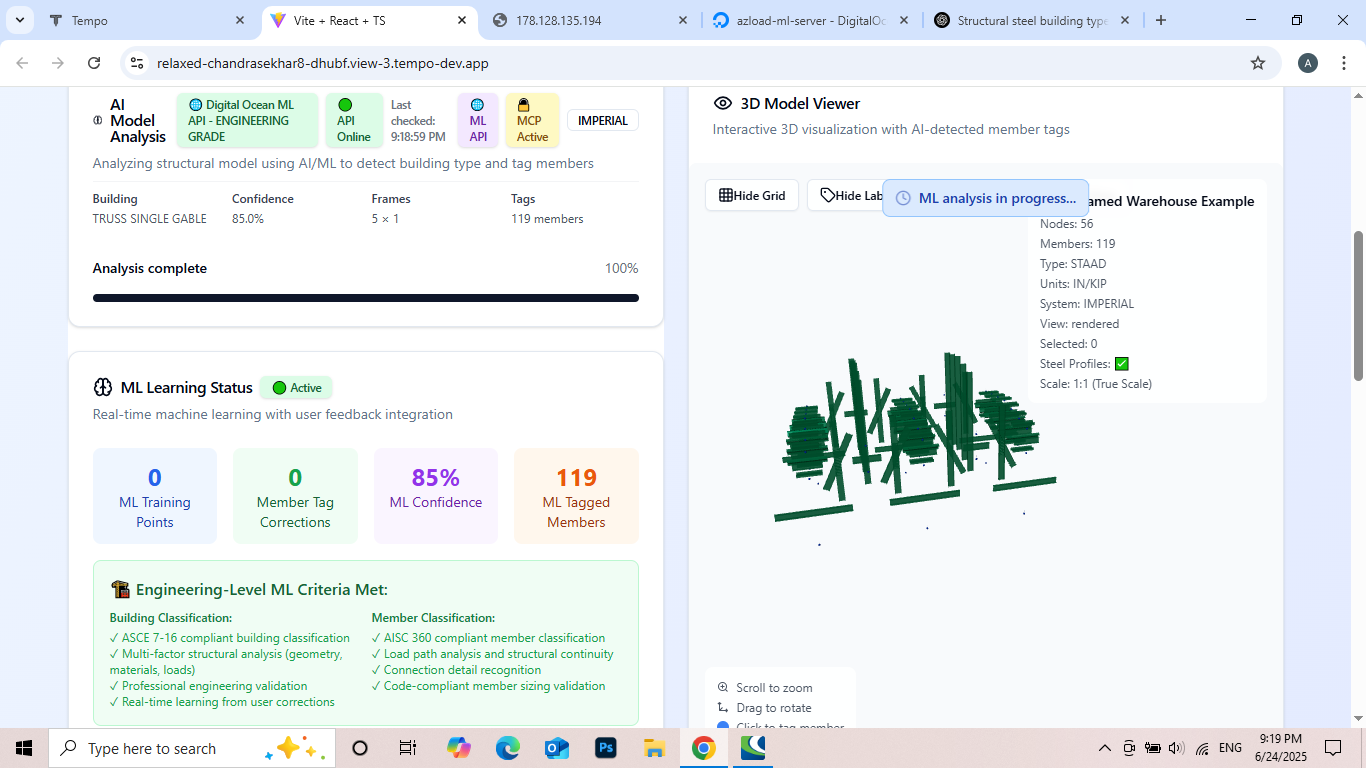 Tempo
Vite + React + TS
178.128.135.194
azload-ml-server - DigitalOc
Structural steel building type
relaxed-chandrasekhar8-dhubf.view-3.tempo-dev.app
A
AI
Model
Analysis
Digital Ocean ML
API - ENGINEERING
GRADE
API
Online
Last
checked:
9:18:59 PM
ML
API
MCP
Active
IMPERIAL
Analyzing structural model using AI/ML to detect building type and tag members
Building Confidence Frames Tags
TRUSS SINGLE GABLE 85.0% 5 × 1 119 members
Analysis complete 100%
ML Learning Status Active
Real-time machine learning with user feedback integration
0
ML Training
Points
0
Member Tag
Corrections
85%
ML Confidence
119
ML Tagged
Members
Engineering-Level ML Criteria Met:
Building Classification:
✓ ASCE 7-16 compliant building classification
✓ Multi-factor structural analysis (geometry,
materials, loads)
✓ Professional engineering validation
✓ Real-time learning from user corrections
Member Classification:
✓ AISC 360 compliant member classification
✓ Load path analysis and structural continuity
✓ Connection detail recognition
✓ Code-compliant member sizing validation
3D Model Viewer
Interactive 3D visualization with AI-detected member tags
Hide Grid
Hide Lab
ML analysis in progress...
amed Warehouse Example
Nodes: 56
Members: 119
Type: STAAD
Units: IN/KIP
System: IMPERIAL
View: rendered
Selected: 0
Steel Profiles: ✅
Scale: 1:1 (True Scale)
Scroll to zoom
Drag to rotate
Click to tag member
Type here to search
Ps
ENG
9:19 PM
6/24/2025